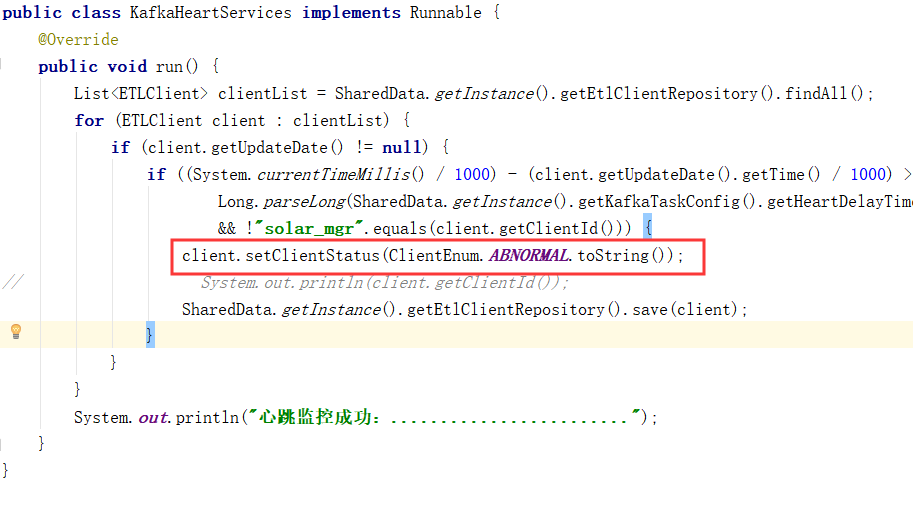 public class KafkaHeartServices implements Runnable {
@Override
public void run() {
List<ETLClient> clientList = SharedData.getInstance().getEtlClientRepository().findAll();
for (ETLClient client : clientList) {
if (client.getUpdateDate() != null) {
if ((System.currentTimeMillis() / 1000) - (client.getUpdateDate().getTime() / 1000) >
Long.parseLong(SharedData.getInstance().getKafkaTaskConfig().getHeartDelayTime
&& !"solar_mgr".equals(client.getClientId())) {
client.setClientStatus(ClientEnum.ABNORMAL.toString());
// System.out.println(client.getClientId());
SharedData.getInstance().getEtlClientRepository().save(client);
}
}
}
System.out.println("心跳监控成功：........................");
}
}